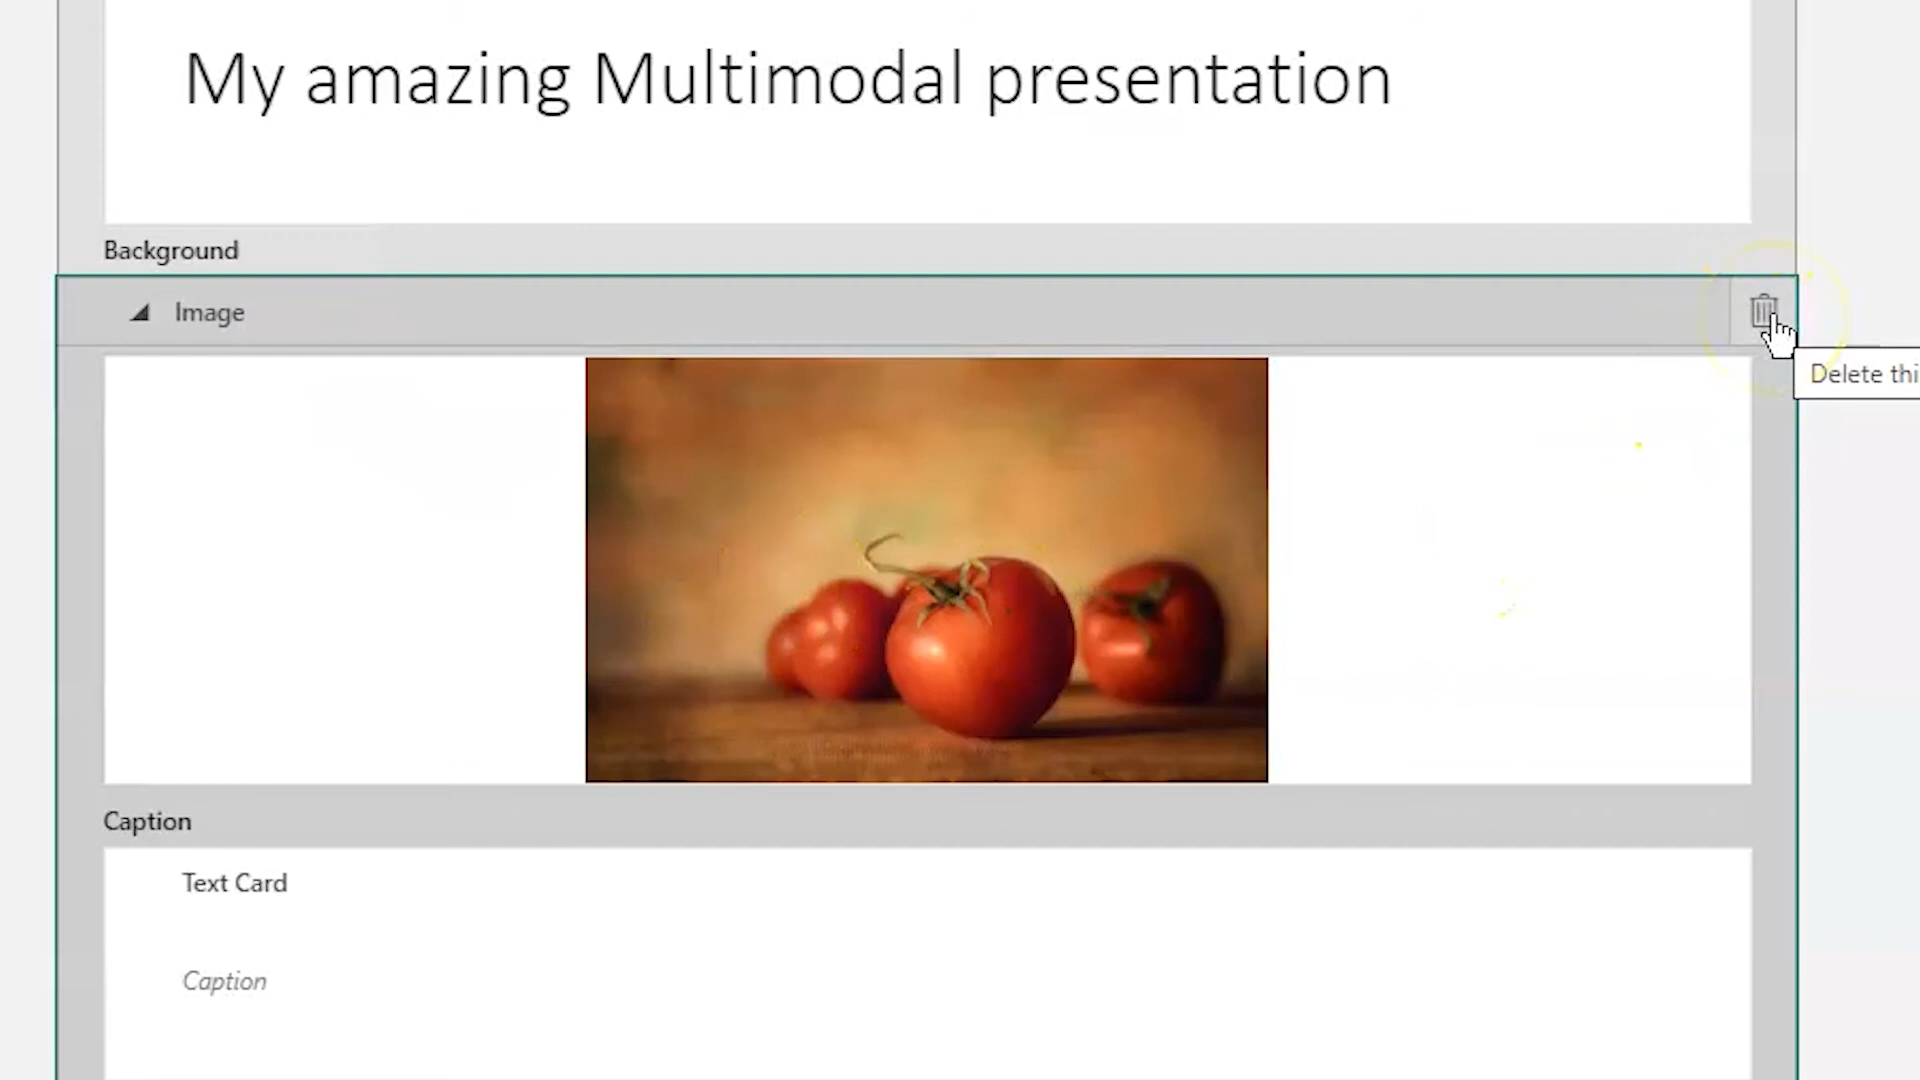 My amazing Multimodal presentation
Background
Image
Delete thi
Caption
Text Card
Caption